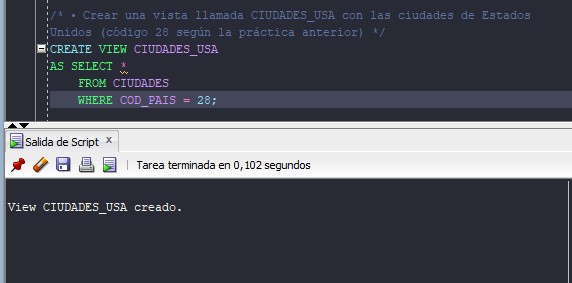 /* • Crear una vista llamada CIUDADES_USA con las ciudades de Estados
Unidos (código 28 según la práctica anterior) */
CREATE VIEW CIUDADES_USA
AS SELECT *
FROM CIUDADES
WHERE COD_PAIS = 28;
Salida de Script x
Tarea terminada en 0,102 segundos
View CIUDADES_USA creado.